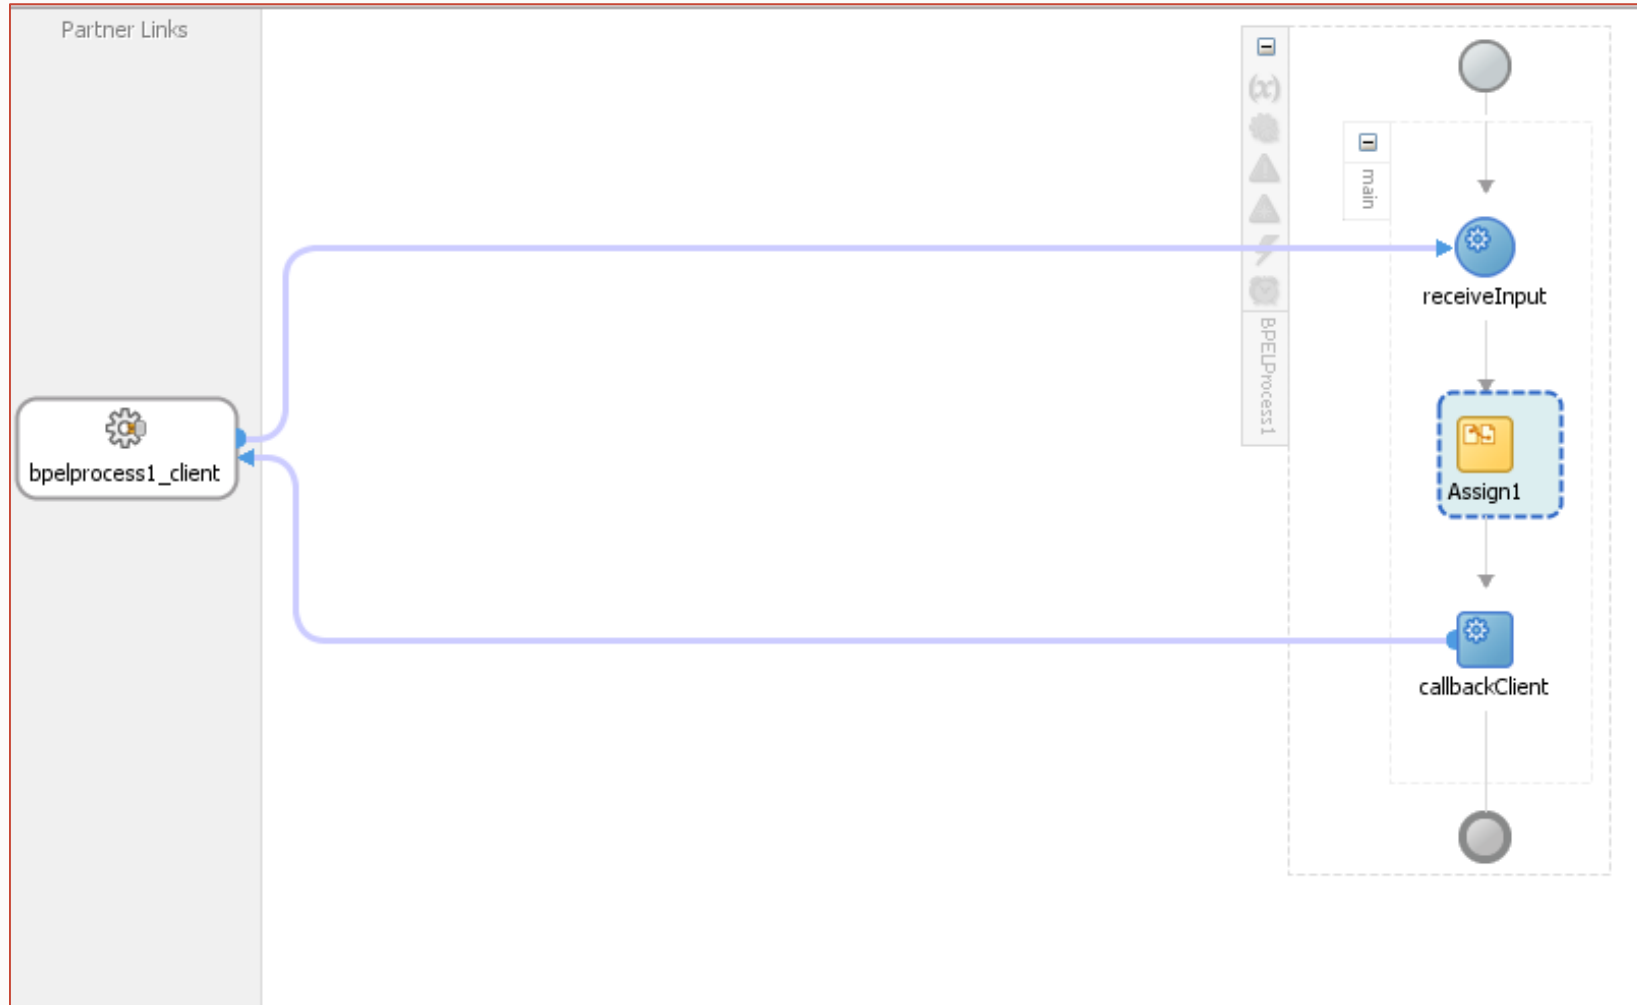 Partner Links
(x)
main
receiveInput
BPELProcess1
bpelprocess1_client
Assign1
callbackClient